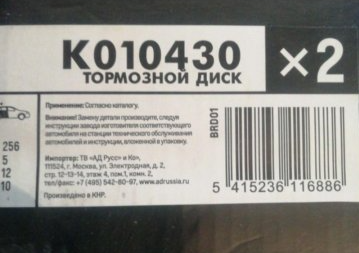 K010430
ТОРМОЗНОЙ ДИСК
×2
Применение: Согласно каталогу.
Внимание! Замену детали производите, следуя
инструкции завода изготовителя соответствующего
автомобиля на станции технического обслуживания
автомобилей и инструкции, вложенной в упаковку.
Импортер: ТВ «АД Русс» и Ко»,
111524, г. Москва, ул. Электродная, д. 2,
стр. 12-13-14, этаж 4, пом.1, комн. 2,
тел/факс: +7 (495) 542-80-97, www.adrussia.ru
Произведено в КНР.
256
5
12
10
BRD01
5 415236 116886